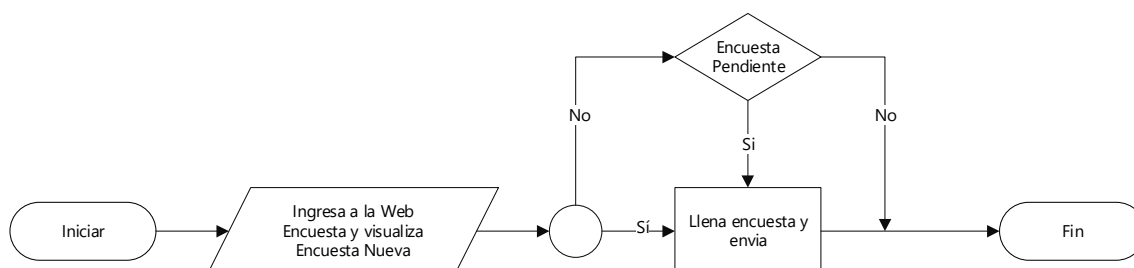 Encuesta
Pendiente
No
No
Si
Iniciar
Ingresa a la Web
Encuesta y visualiza
Encuesta Nueva
Sí
Llena encuesta y
envia
Fin